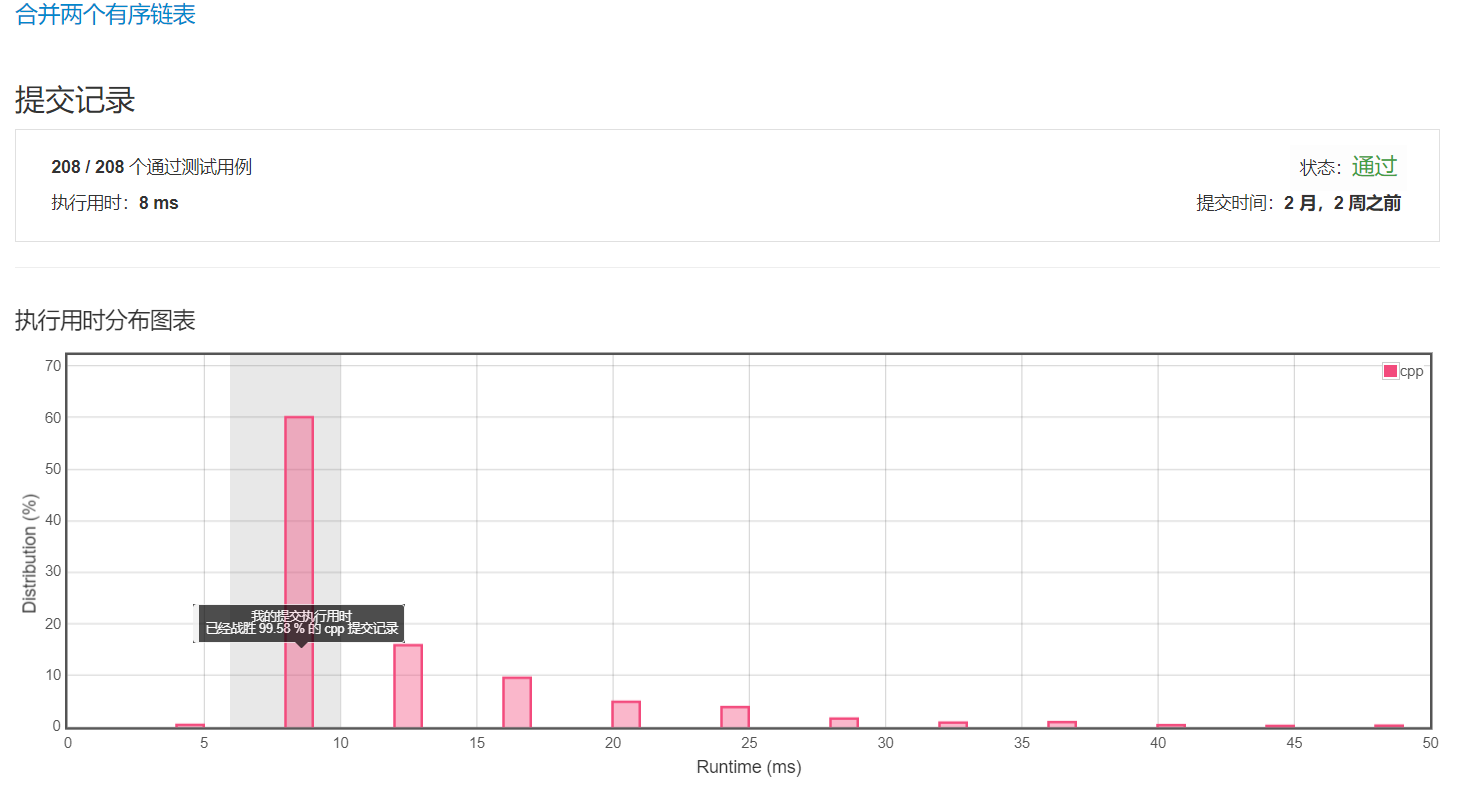 合并两个有序链表
提交记录
208 / 208 个通过测试用例
状态：通过
执行用时：8 ms
提交时间：2 月，2 周之前
执行用时分布图表
70
60
50
40
30
20
10
0
Distribution (%)
cpp
我的提交执行用时
已经战胜 99.58 % 的 cpp 提交记录
0 5 10 15 20 25 30 35 40 45 50
Runtime (ms)